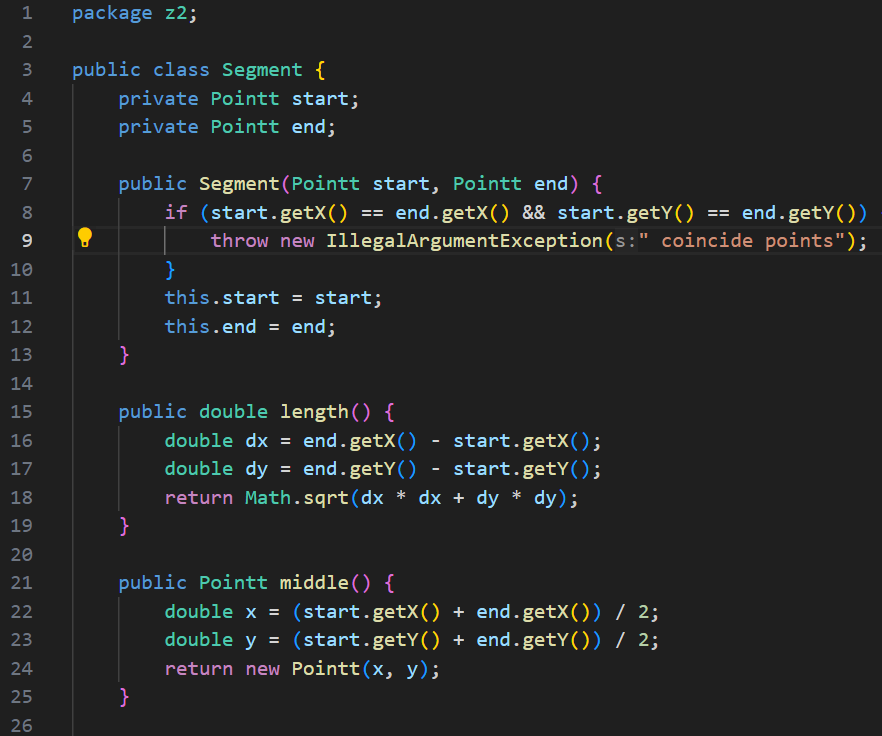 1 package z2;
2
3 public class Segment {
4 private Pointt start;
5 private Pointt end;
6
7 public Segment(Pointt start, Pointt end) {
8 if (start.getX() == end.getX() && start.getY() == end.getY())
9 throw new IllegalArgumentException(s:" coincide points");
10 }
11 this.start = start;
12 this.end = end;
13 }
14
15 public double length() {
16 double dx = end.getX() - start.getX();
17 double dy = end.getY() - start.getY();
18 return Math.sqrt(dx * dx + dy * dy);
19 }
20
21 public Pointt middle() {
22 double x = (start.getX() + end.getX()) / 2;
23 double y = (start.getY() + end.getY()) / 2;
24 return new Pointt(x, y);
25 }
26